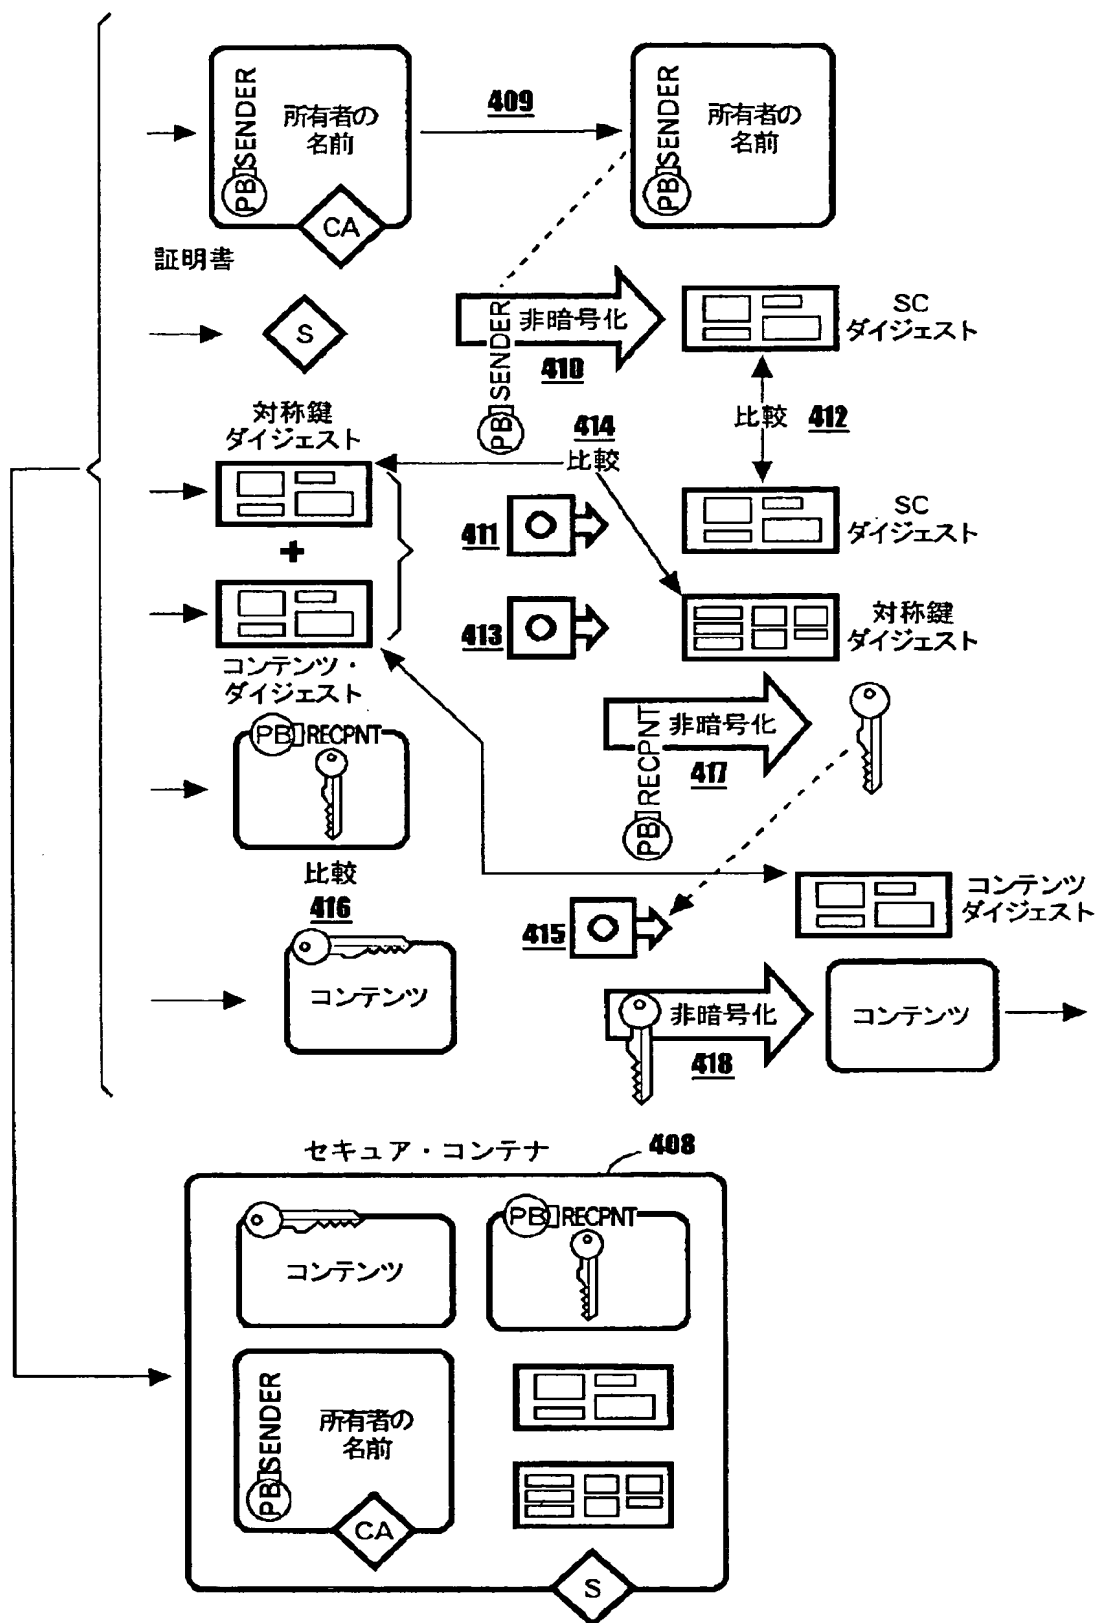 SENDER
PB
所有者の
名前
CA
409
SENDER
PB
所有者の
名前
証明書
S
SENDER
PB
非暗号化
410
SC
ダイジェスト
対称鍵
ダイジェスト
414
比較
比較 412
411
SC
ダイジェスト
+
413
対称鍵
ダイジェスト
コンテンツ・
ダイジェスト
PB RECPNT
RECPNT
PB
非暗号化
417
比較
416
415
コンテンツ
ダイジェスト
コンテンツ
非暗号化
418
コンテンツ
セキュア・コンテナ
408
コンテンツ
PB RECPNT
SENDER
PB
所有者の
名前
CA
S